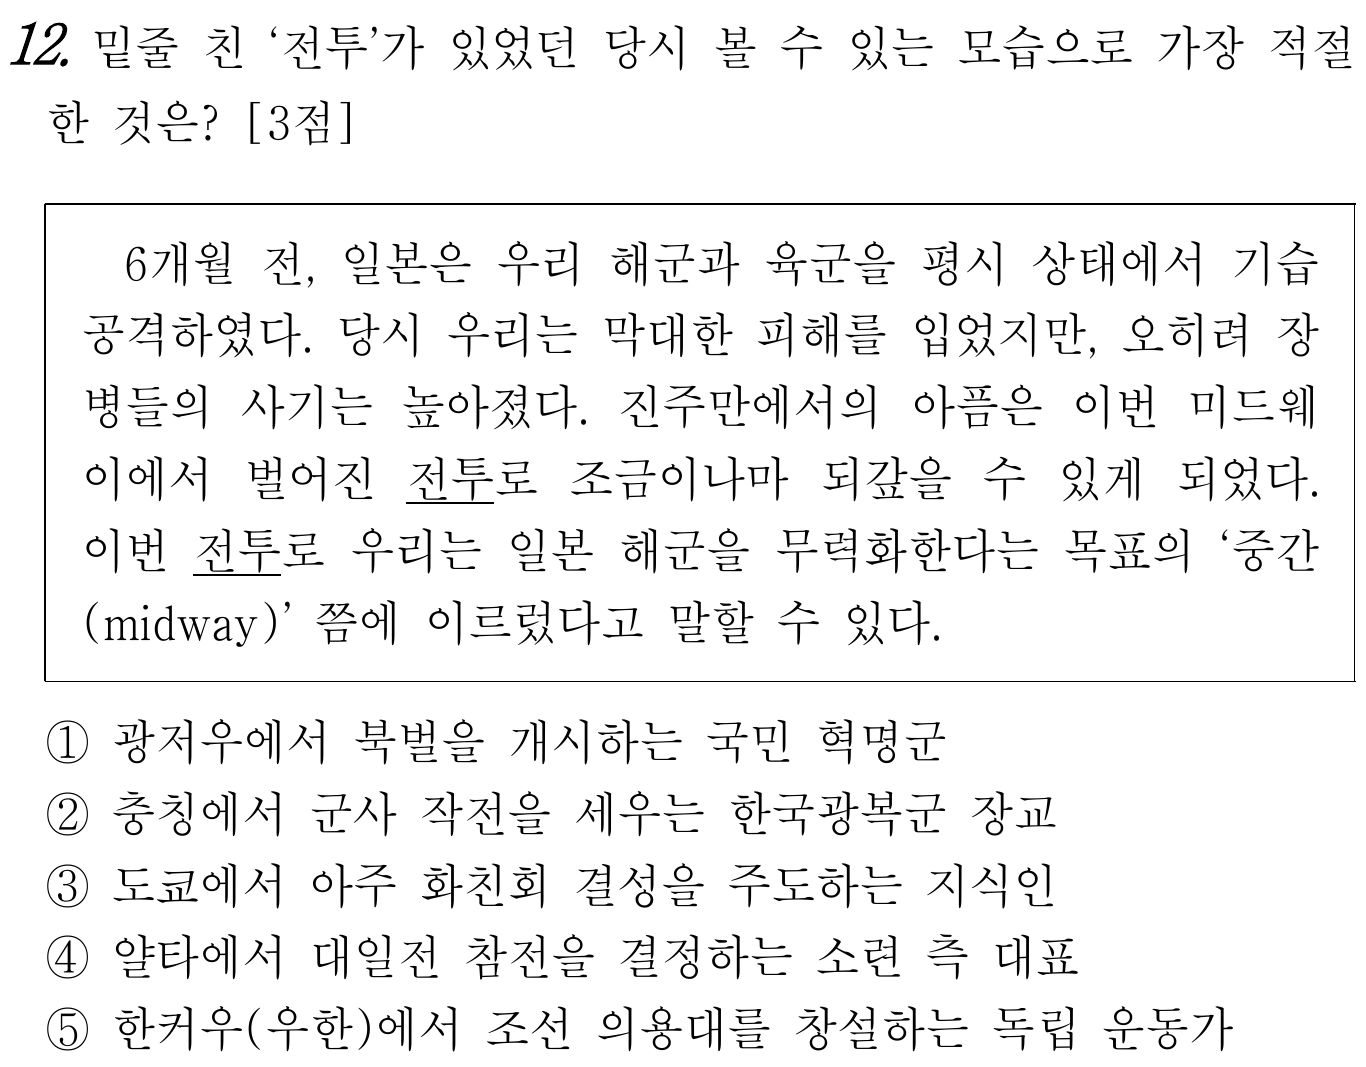 12. 밑줄 친 ‘전투’가 있었던 당시 볼 수 있는 모습으로 가장 적절
한 것은? [3점]
6개월 전, 일본은 우리 해군과 육군을 평시 상태에서 기습
공격하였다. 당시 우리는 막대한 피해를 입었지만, 오히려 장
병들의 사기는 높아졌다. 진주만에서의 아픔은 이번 미드웨
이에서 벌어진 전투로 조금이나마 되갚을 수 있게 되었다.
이번 전투로 우리는 일본 해군을 무력화한다는 목표의 ‘중간
(midway)’ 쯤에 이르렀다고 말할 수 있다.
① 광저우에서 북벌을 개시하는 국민 혁명군
② 충칭에서 군사 작전을 세우는 한국광복군 장교
③ 도쿄에서 아주 화친회 결성을 주도하는 지식인
④ 얄타에서 대일전 참전을 결정하는 소련 측 대표
⑤ 한커우(우한)에서 조선 의용대를 창설하는 독립 운동가